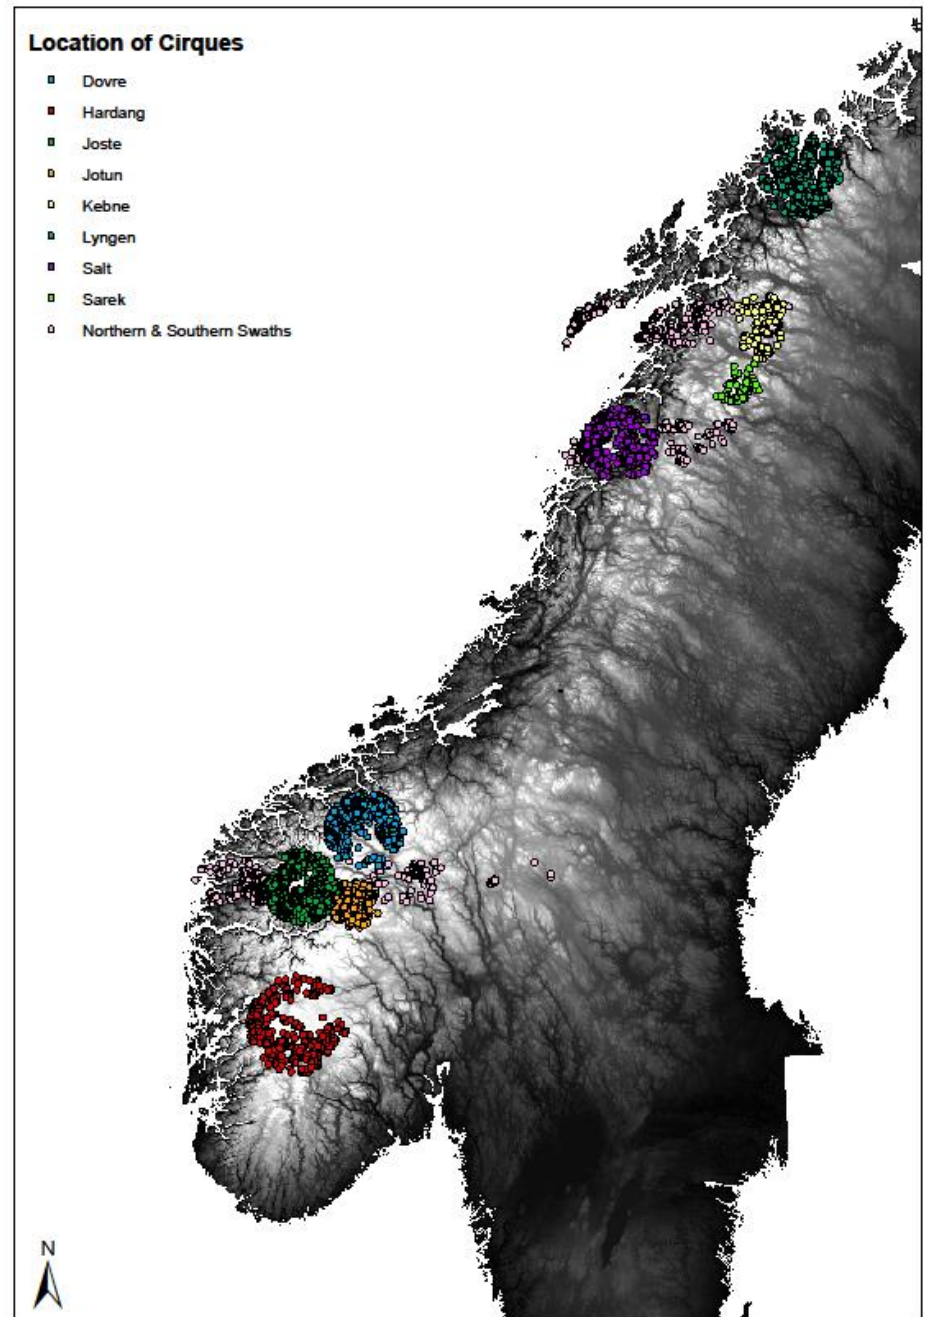 Location of Cirques
Dovre
Hardang
Joste
Jotun
Kebne
Lyngen
Salt
Sarek
Northern & Southern Swaths
N